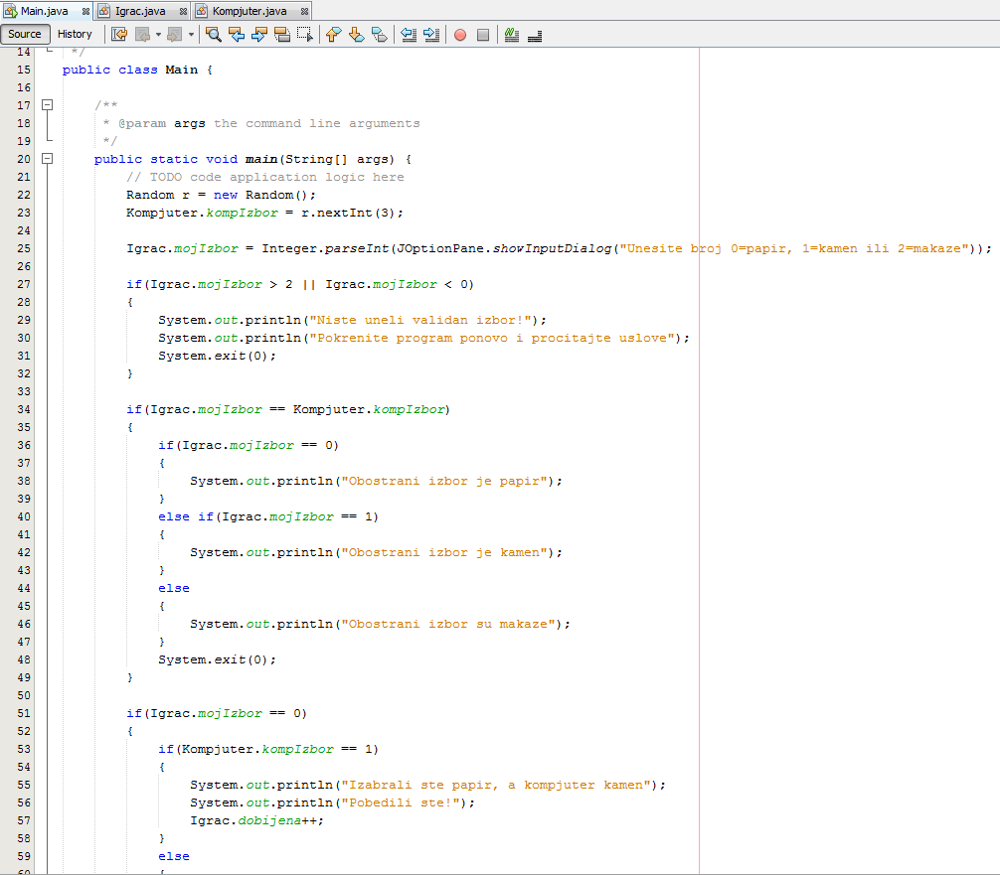 Main.java Igrac.java Kompjuter.java
Source History
14 */
15 public class Main {
16
17 /**
18 * @param args the command line arguments
19 */
20 public static void main(String[] args) {
21 // TODO code application logic here
22 Random r = new Random();
23 Kompjuter.kompIzbor = r.nextInt(3);
24
25 Igrac.mojIzbor = Integer.parseInt(JOptionPane.showInputDialog("Unesite broj 0=papir, 1=kamen ili 2=makaze"));
26
27 if(Igrac.mojIzbor > 2 || Igrac.mojIzbor < 0)
28 {
29 System.out.println("Niste uneli validan izbor!");
30 System.out.println("Pokrenite program ponovo i procitajte uslove");
31 System.exit(0);
32 }
33
34 if(Igrac.mojIzbor == Kompjuter.kompIzbor)
35 {
36 if(Igrac.mojIzbor == 0)
37 {
38 System.out.println("Obostrani izbor je papir");
39 }
40 else if(Igrac.mojIzbor == 1)
41 {
42 System.out.println("Obostrani izbor je kamen");
43 }
44 else
45 {
46 System.out.println("Obostrani izbor su makaze");
47 }
48 System.exit(0);
49 }
50
51 if(Igrac.mojIzbor == 0)
52 {
53 if(Kompjuter.kompIzbor == 1)
54 {
55 System.out.println("Izabrali ste papir, a kompjuter kamen");
56 System.out.println("Pobedili ste!");
57 Igrac.dobijena++;
58 }
59 else
60 {